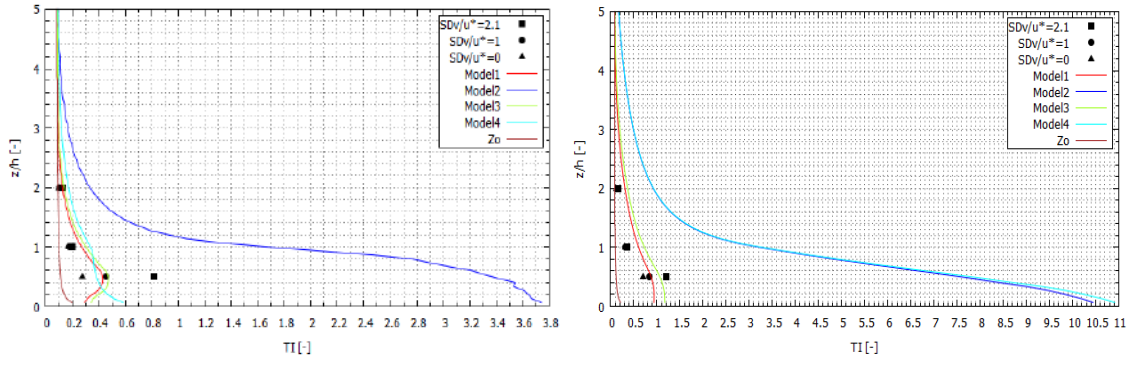 5
4
3
2
1
0
z/h [-]
0 0.2 0.4 0.6 0.8 1 1.2 1.4 1.6 1.8 2 2.2 2.4 2.6 2.8 3 3.2 3.4 3.6 3.8
TI [-]
SDv/u*=2.1
SDv/u*=1
SDv/u*=0
Model1
Model2
Model3
Model4
Zo
5
4
3
2
1
0
z/h [-]
0 0.5 1 1.5 2 2.5 3 3.5 4 4.5 5 5.5 6 6.5 7 7.5 8 8.5 9 9.5 10 10.5 11
TI [-]
SDv/u*=2.1
SDv/u*=1
SDv/u*=0
Model1
Model2
Model3
Model4
Zo